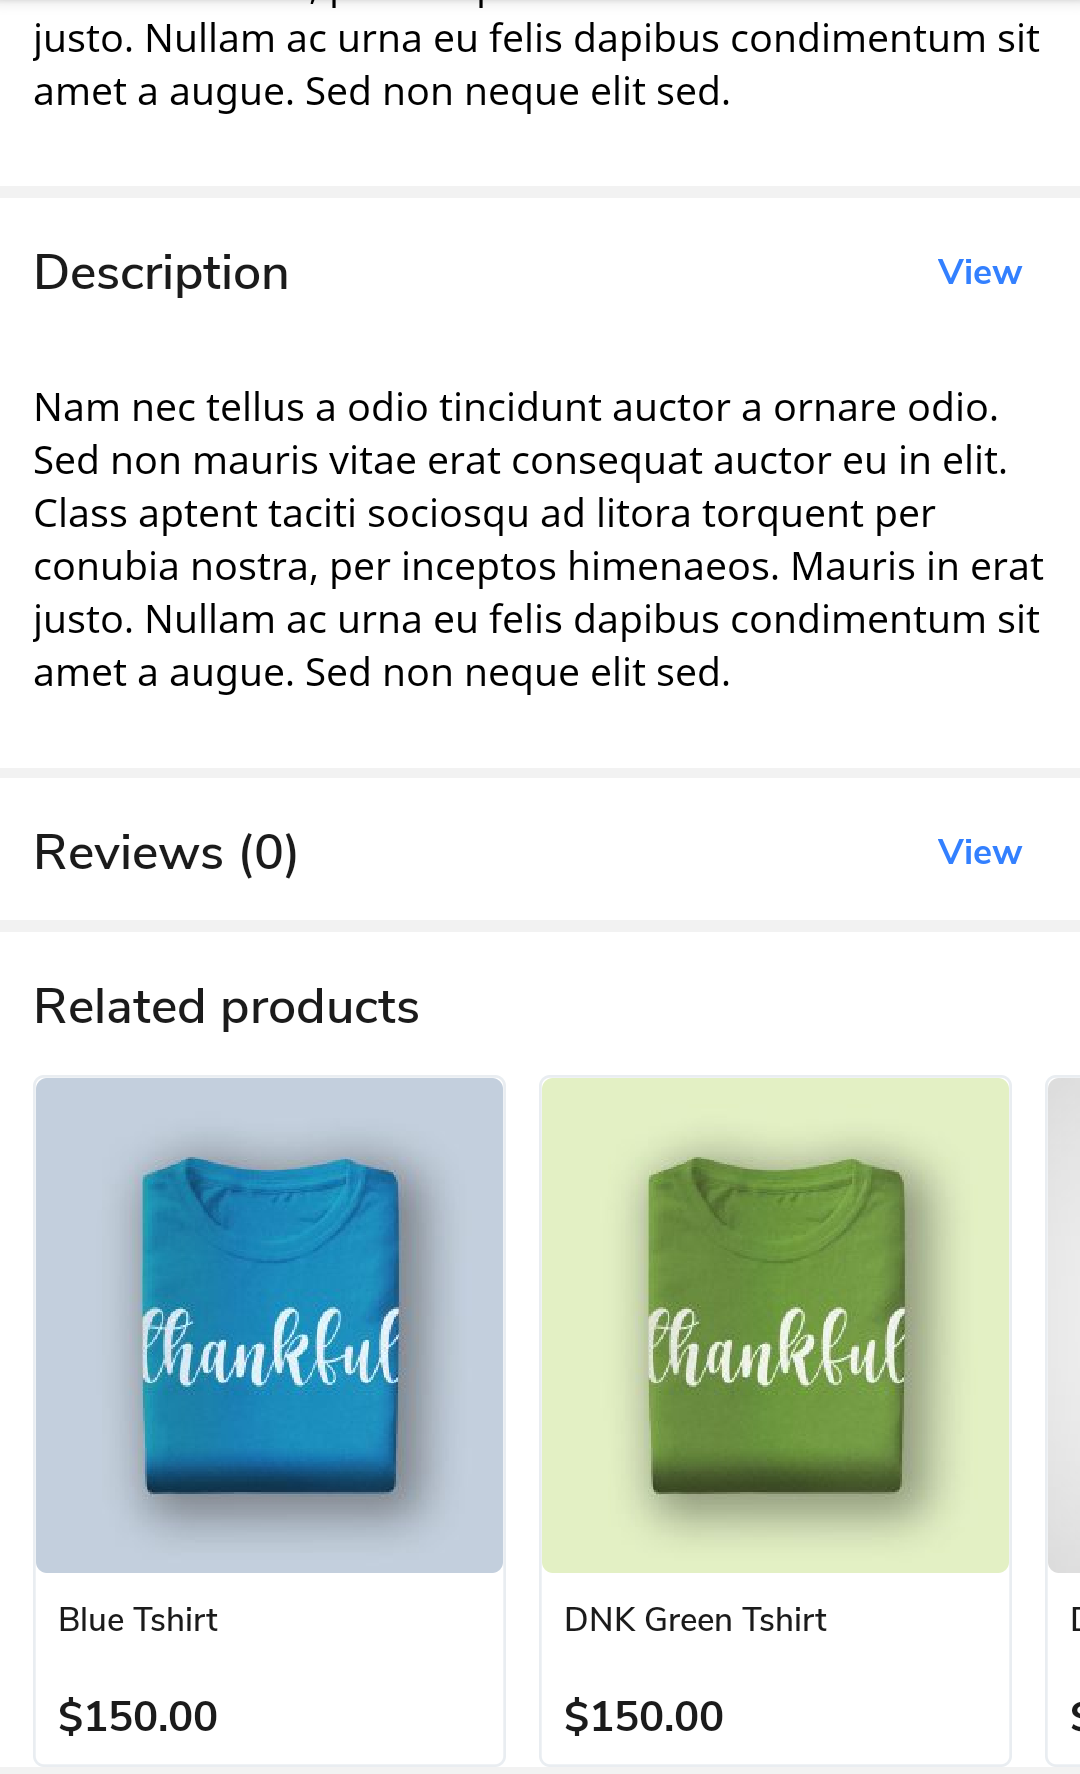 justo. Nullam ac urna eu felis dapibus condimentum sit
amet a augue. Sed non neque elit sed.
Description
View
Nam nec tellus a odio tincidunt auctor a ornare odio.
Sed non mauris vitae erat consequat auctor eu in elit.
Class aptent taciti sociosqu ad litora torquent per
conubia nostra, per inceptos himenaeos. Mauris in erat
justo. Nullam ac urna eu felis dapibus condimentum sit
amet a augue. Sed non neque elit sed.
Reviews (0)
View
Related products
thankful
thankful
Blue Tshirt
DNK Green Tshirt
$150.00
$150.00